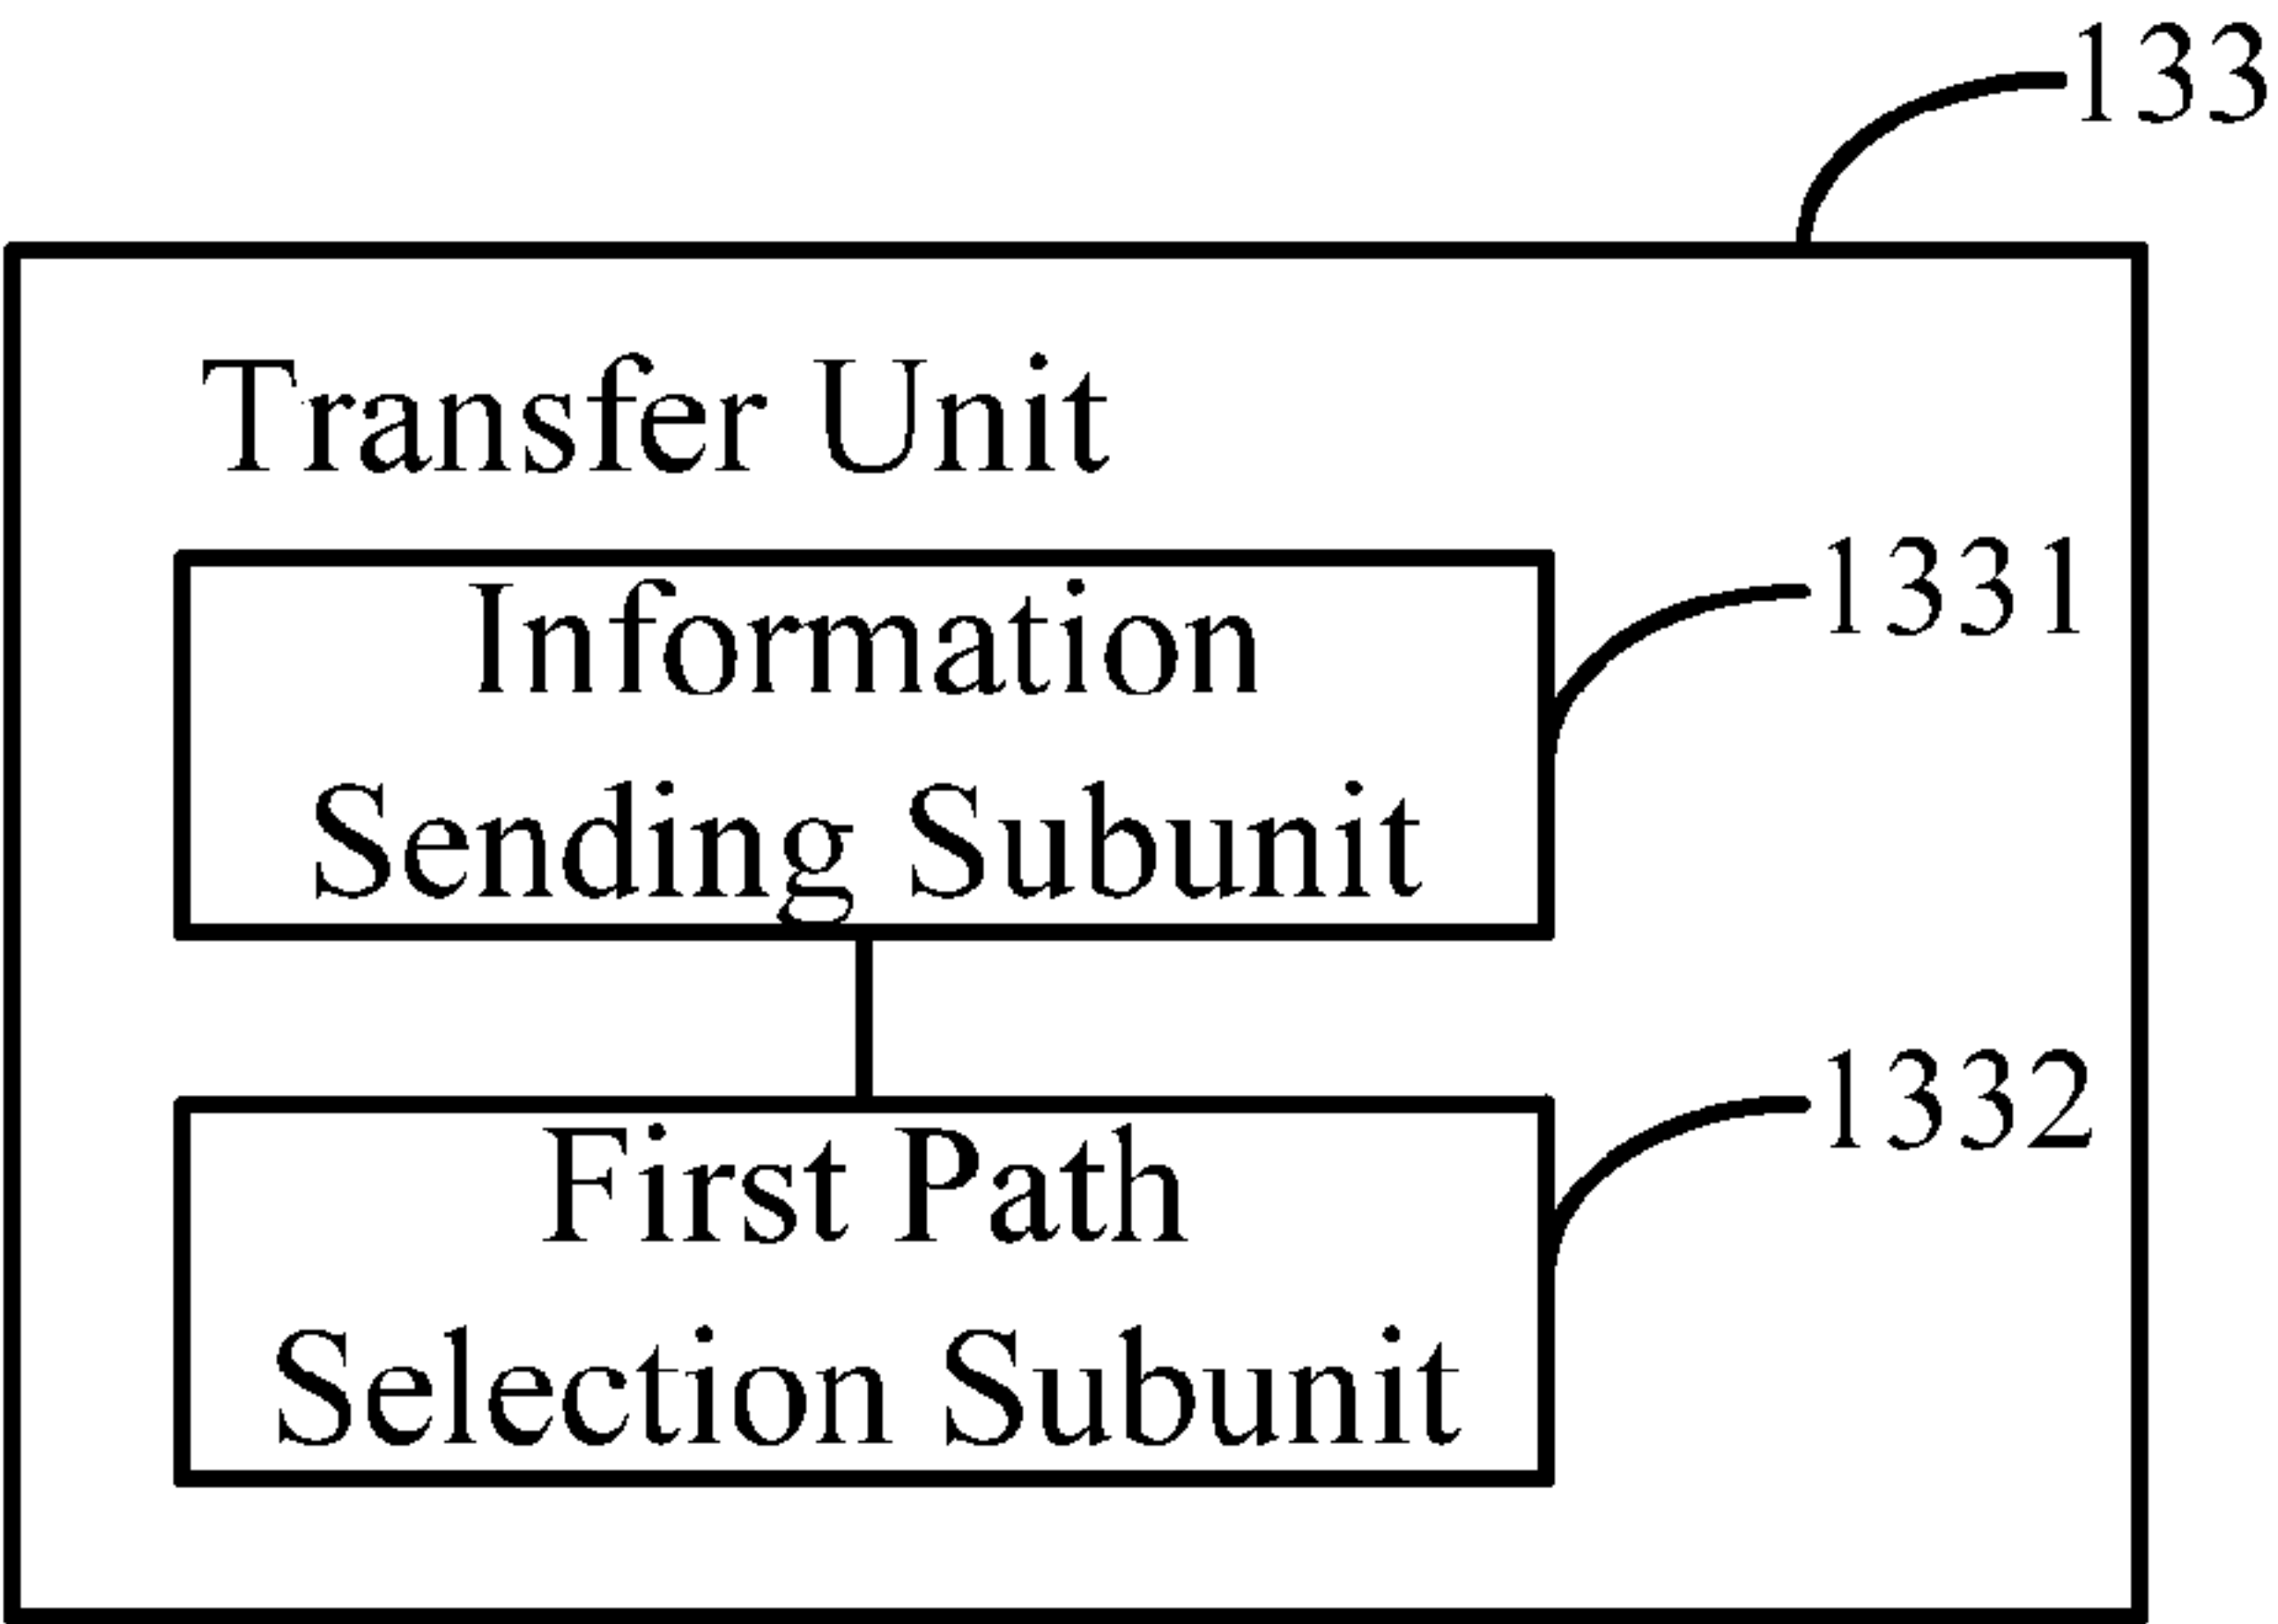 133
Transfer Unit
Information
Sending Subunit
1331
First Path
Selection Subunit
1332